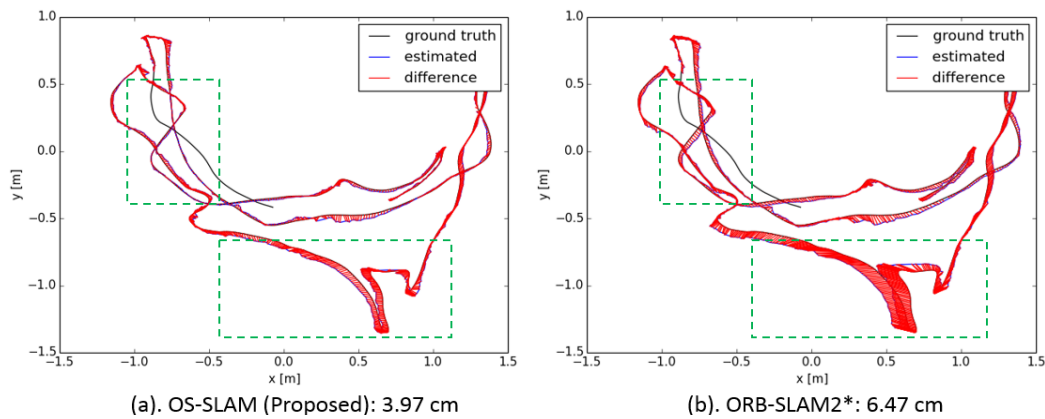 1.0
0.5
0.0
−0.5
−1.0
−1.5
y [m]
−1.5 −1.0 −0.5 0.0 0.5 1.0 1.5
x [m]
ground truth
estimated
difference
(a). OS-SLAM (Proposed): 3.97 cm
1.0
0.5
0.0
−0.5
−1.0
−1.5
y [m]
−1.5 −1.0 −0.5 0.0 0.5 1.0 1.5
x [m]
ground truth
estimated
difference
(b). ORB-SLAM2*: 6.47 cm